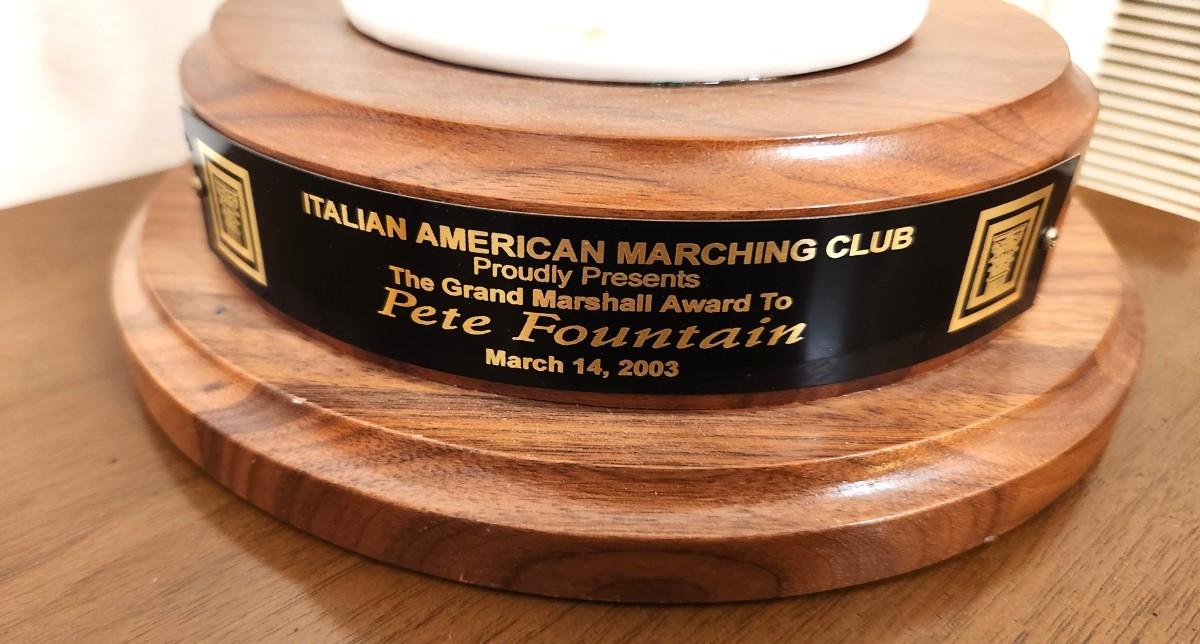 ITALIAN AMERICAN MARCHING CLUB
Proudly Presents
The Grand Marshall Award To
Pete Fountain
March 14, 2003